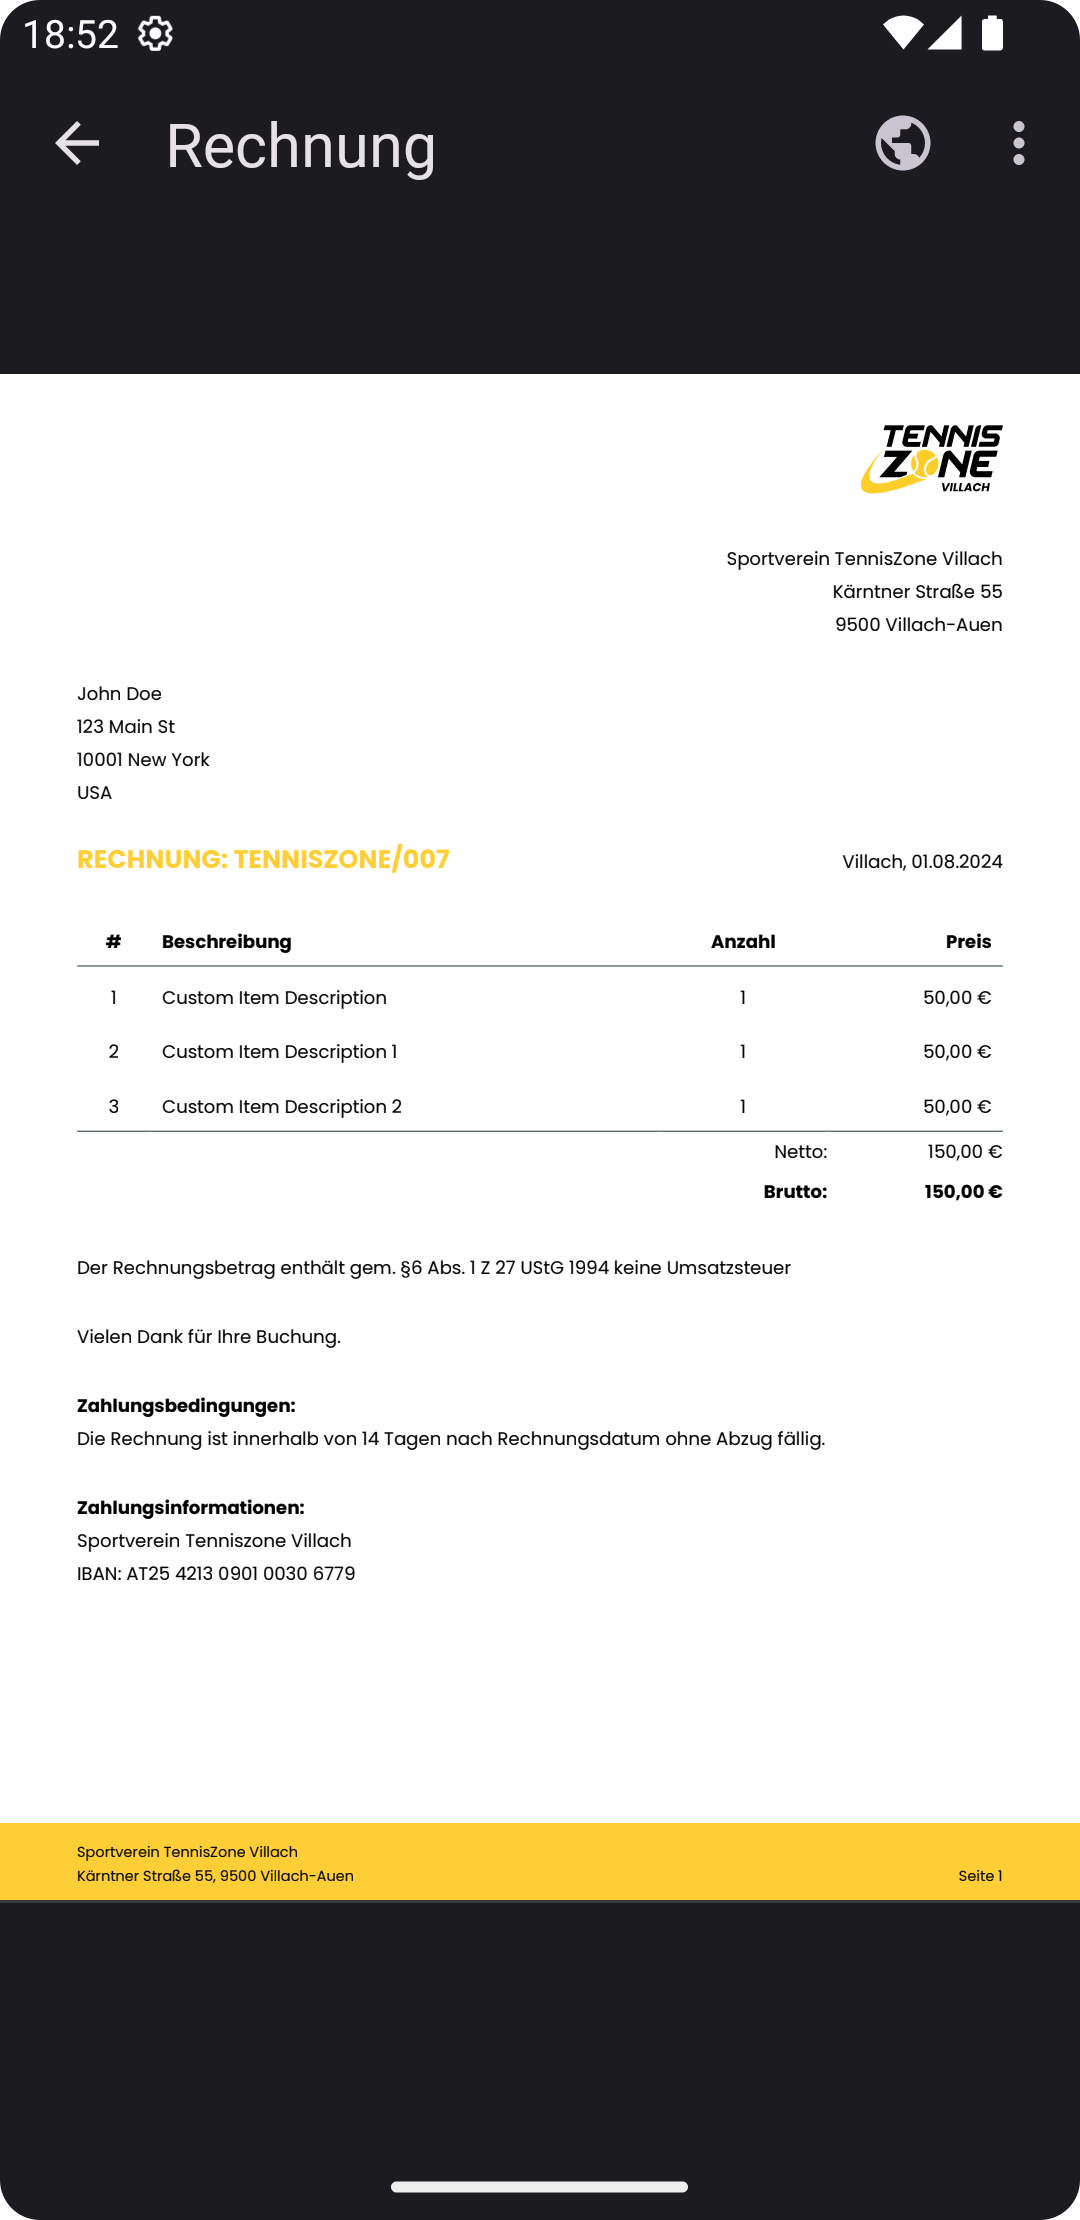 18:52
Rechnung
TENNIS
ZONE
VILLACH
Sportverein TennisZone Villach
Kärntner Straße 55
9500 Villach-Auen
John Doe
123 Main St
10001 New York
USA
RECHNUNG: TENNISZONE/007 Villach, 01.08.2024
# Beschreibung Anzahl Preis
1 Custom Item Description 1 50,00 €
2 Custom Item Description 1 1 50,00 €
3 Custom Item Description 2 1 50,00 €
Netto: 150,00 €
Brutto: 150,00 €
Der Rechnungsbetrag enthält gem. §6 Abs. 1 Z 27 UStG 1994 keine Umsatzsteuer
Vielen Dank für Ihre Buchung.
Zahlungsbedingungen:
Die Rechnung ist innerhalb von 14 Tagen nach Rechnungsdatum ohne Abzug fällig.
Zahlungsinformationen:
Sportverein Tenniszone Villach
IBAN: AT25 4213 0901 0030 6779
Sportverein TennisZone Villach
Kärntner Straße 55, 9500 Villach-Auen Seite 1